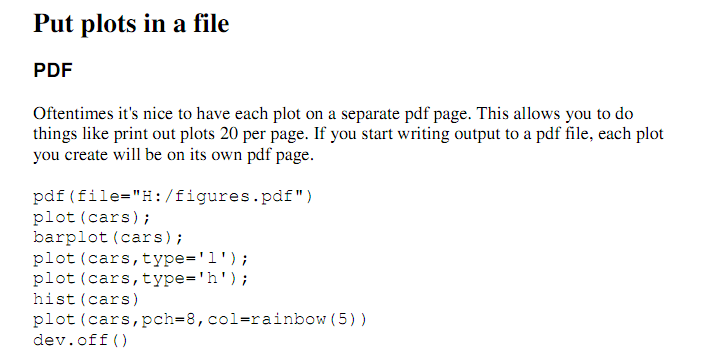 Put plots in a file
PDF
Oftentimes it's nice to have each plot on a separate pdf page. This allows you to do
things like print out plots 20 per page. If you start writing output to a pdf file, each plot
you create will be on its own pdf page.
pdf(file="H:/figures.pdf")
plot(cars);
barplot(cars);
plot(cars,type='l');
plot(cars,type='h');
hist(cars)
plot(cars,pch=8,col=rainbow(5))
dev.off()